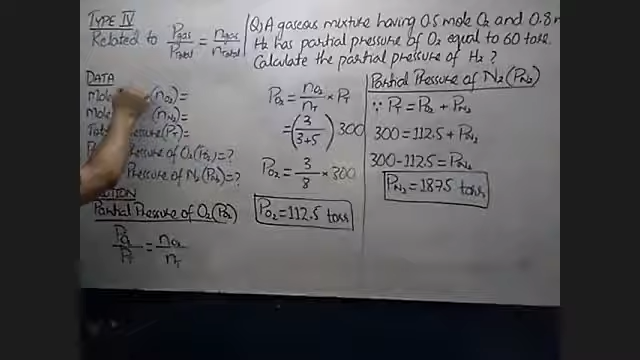 TYPE IV
Related to Pgas/PTotal = ngas/nTotal
Q) A gaseous mixture having 0.5 mole O₂ and 0.8 m
H₂ has partial pressure of O₂ equal to 60 torr.
Calculate the partial pressure of H₂ ?
DATA
Mole (nO₂)=
Mole (nN₂)=
(PT)=
Pressure of O₂(PO₂)=?
Pressure of N₂(PN₂)=?
Partial Pressure of O₂(PO₂)
PO₂/PT = nO₂/nT
PO₂ = nO₂/nT × PT
=(3/(3+5)) 300
PO₂ = 3/8 × 300
PO₂ = 112.5 torr
Partial Pressure of N₂(PN₂)
∵ PT = PO₂ + PN₂
300 = 112.5 + PN₂
300 - 112.5 = PN₂
PN₂ = 187.5 torr